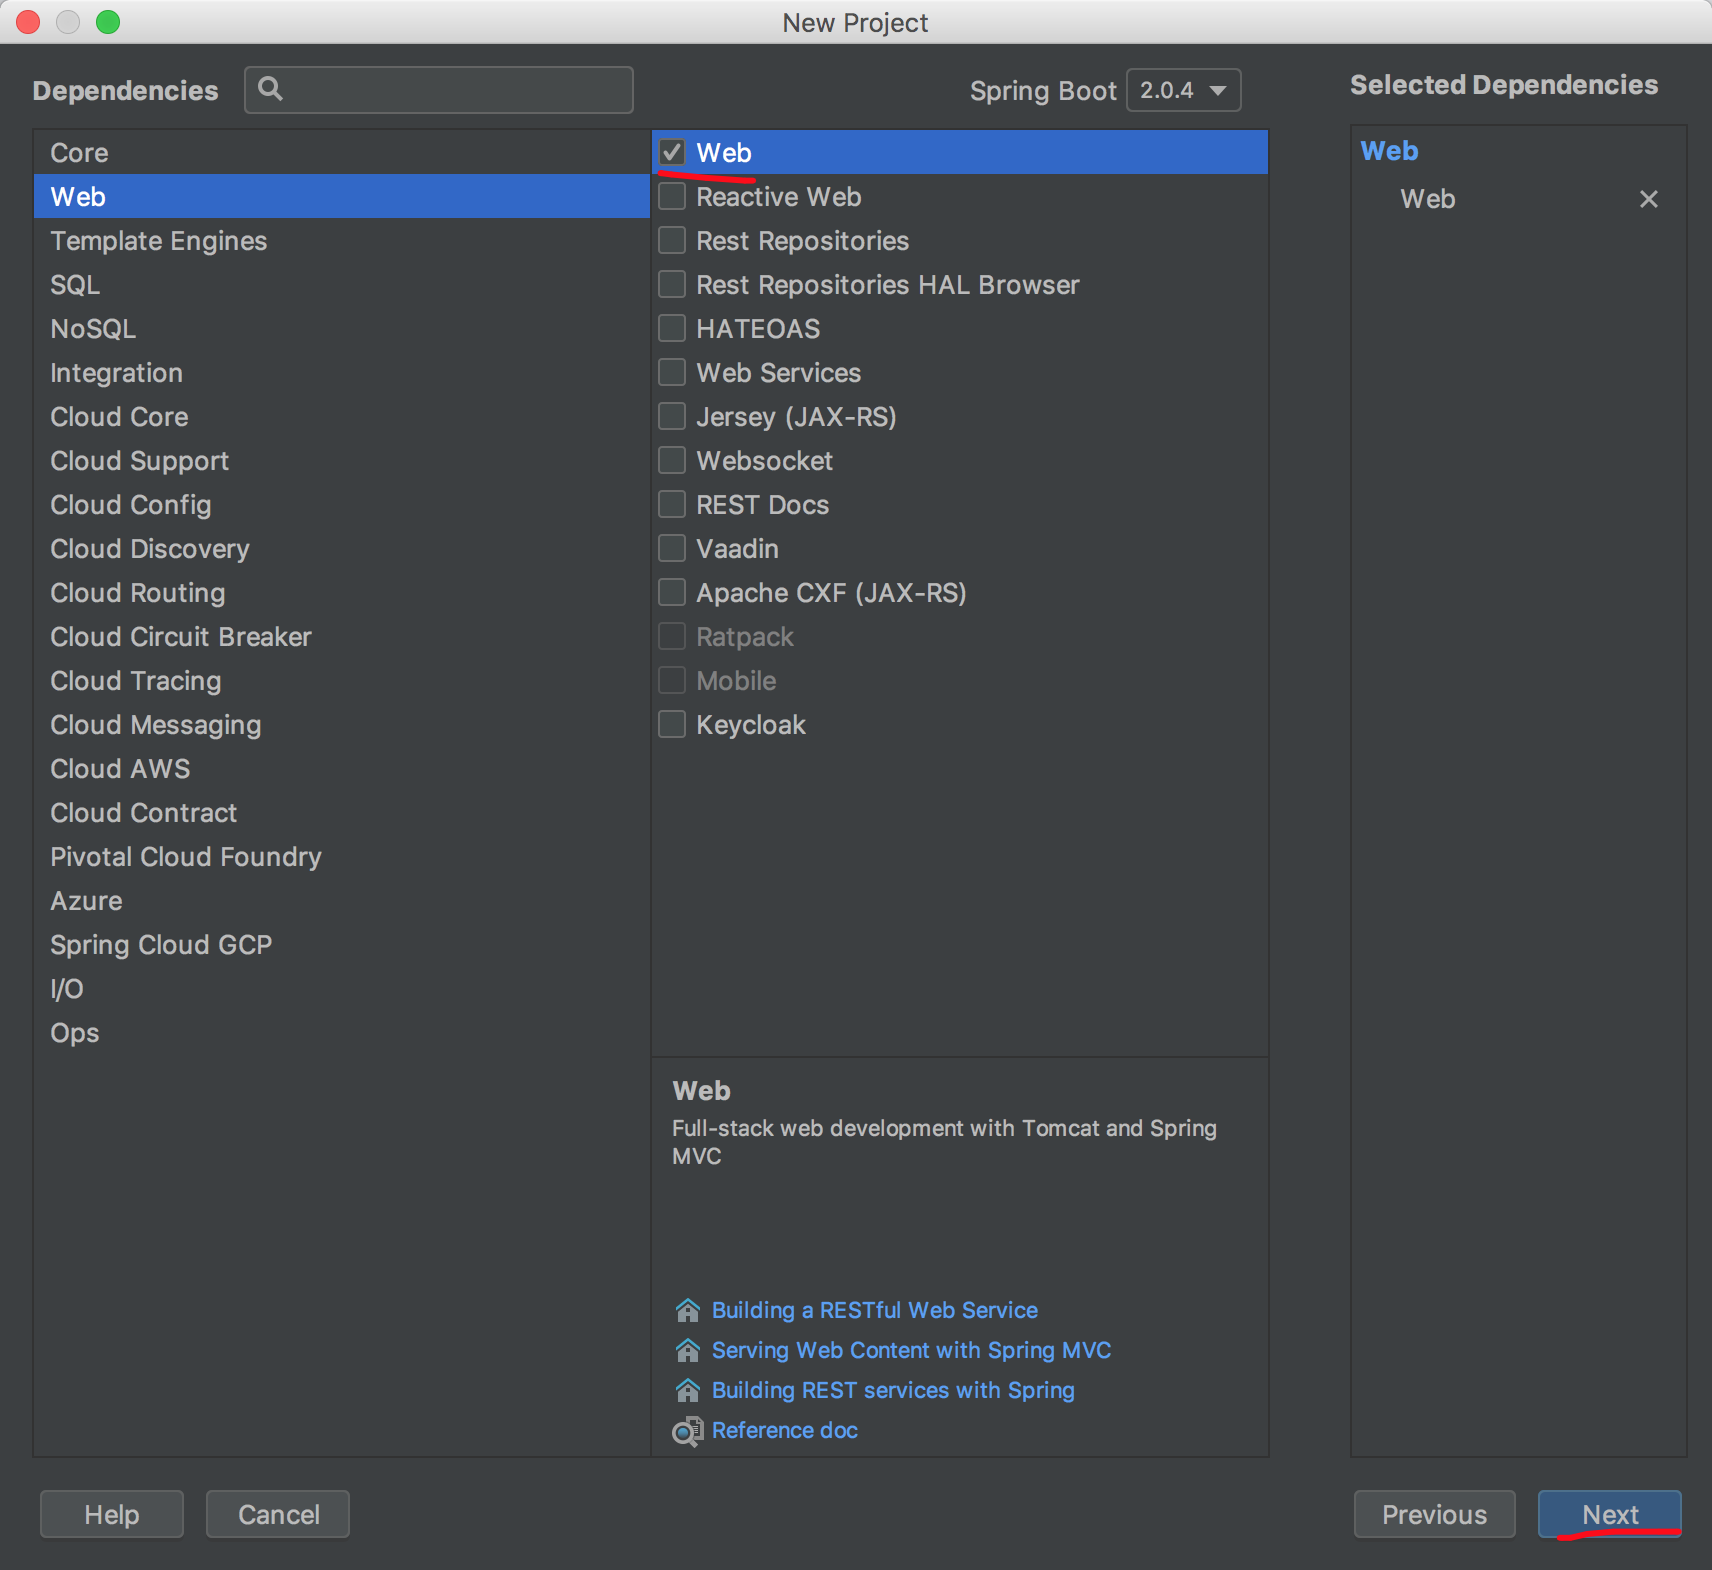 New Project
Dependencies
Spring Boot 2.0.4
Selected Dependencies
Core
Web
Template Engines
SQL
NoSQL
Integration
Cloud Core
Cloud Support
Cloud Config
Cloud Discovery
Cloud Routing
Cloud Circuit Breaker
Cloud Tracing
Cloud Messaging
Cloud AWS
Cloud Contract
Pivotal Cloud Foundry
Azure
Spring Cloud GCP
I/O
Ops
Web
Reactive Web
Rest Repositories
Rest Repositories HAL Browser
HATEOAS
Web Services
Jersey (JAX-RS)
Websocket
REST Docs
Vaadin
Apache CXF (JAX-RS)
Ratpack
Mobile
Keycloak
Web
Full-stack web development with Tomcat and Spring
MVC
Building a RESTful Web Service
Serving Web Content with Spring MVC
Building REST services with Spring
Reference doc
Web
Web
Help
Cancel
Previous
Next